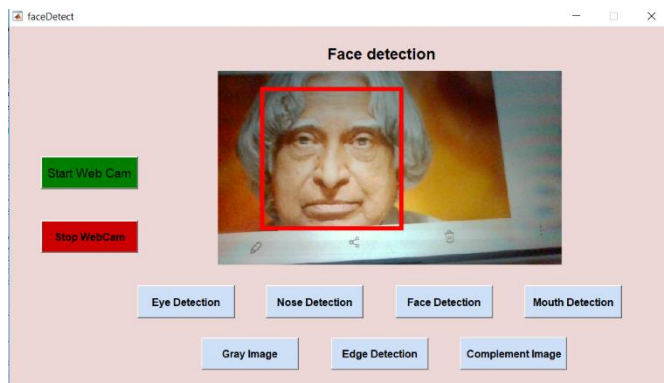 faceDetect
Face detection
Start Web Cam
Stop WebCam
Eye Detection
Nose Detection
Face Detection
Mouth Detection
Gray Image
Edge Detection
Complement Image